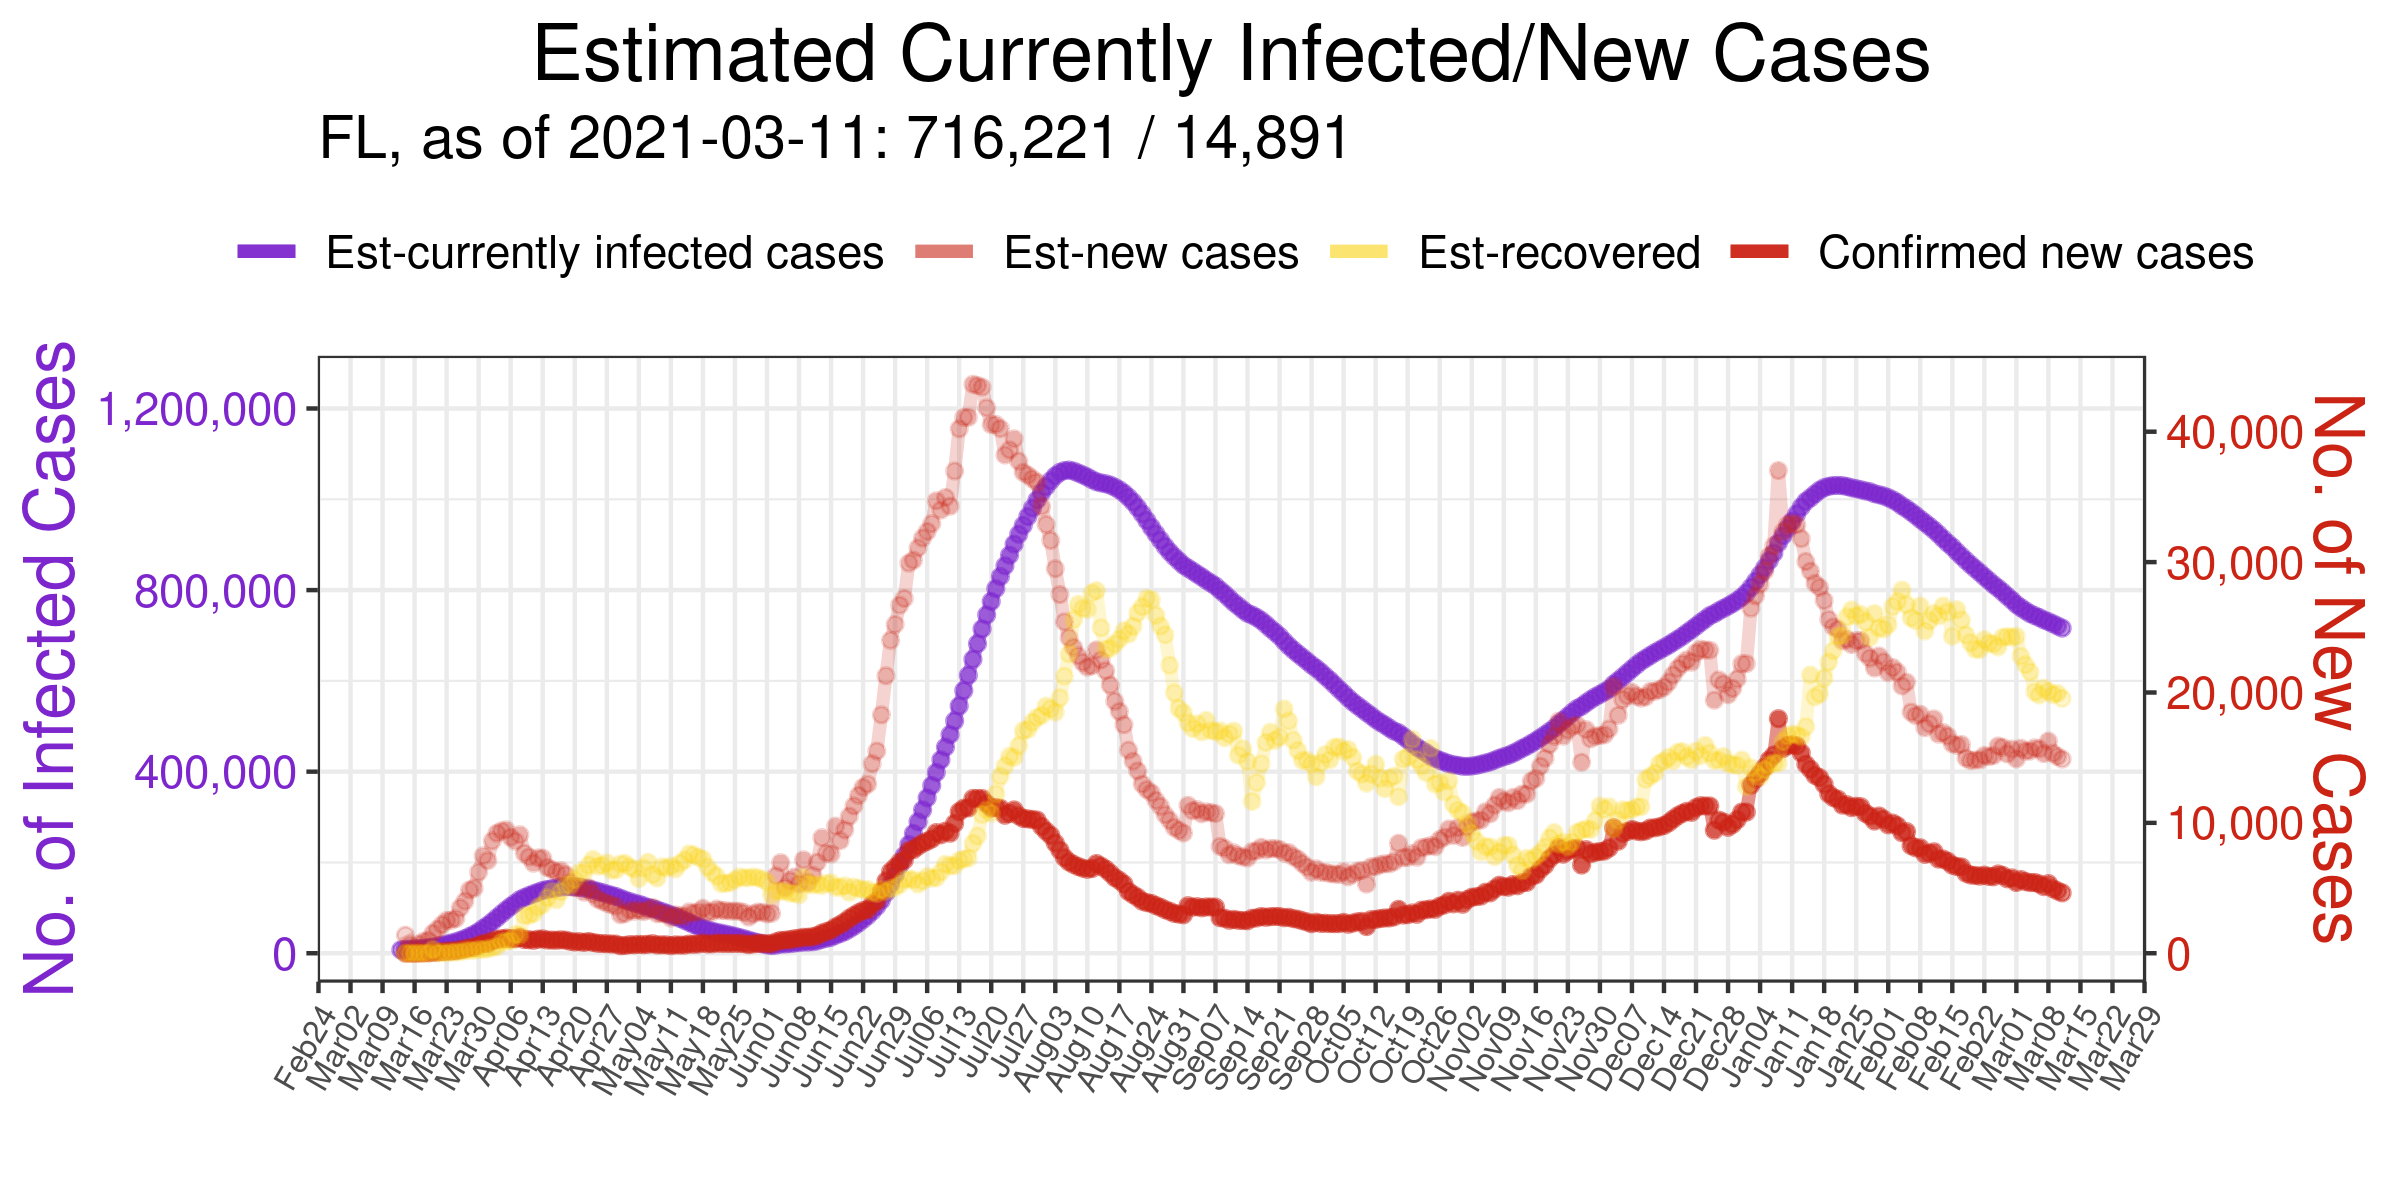 Estimated Currently Infected/New Cases
FL, as of 2021-03-11: 716,221 / 14,891
Est-currently infected cases Est-new cases Est-recovered Confirmed new cases
No. of Infected Cases
1,200,000
800,000
400,000
0
40,000
30,000
20,000
10,000
0
No. of New Cases
Feb24 Mar02 Mar09 Mar16 Mar23 Mar30 Apr06 Apr13 Apr20 Apr27 May04 May11 May18 May25 Jun01 Jun08 Jun15 Jun22 Jun29 Jul06 Jul13 Jul20 Jul27 Aug03 Aug10 Aug17 Aug24 Aug31 Sep07 Sep14 Sep21 Sep28 Oct05 Oct12 Oct19 Oct26 Nov02 Nov09 Nov16 Nov23 Nov30 Dec07 Dec14 Dec21 Dec28 Jan04 Jan11 Jan18 Jan25 Feb01 Feb08 Feb15 Feb22 Mar01 Mar08 Mar15 Mar22 Mar29